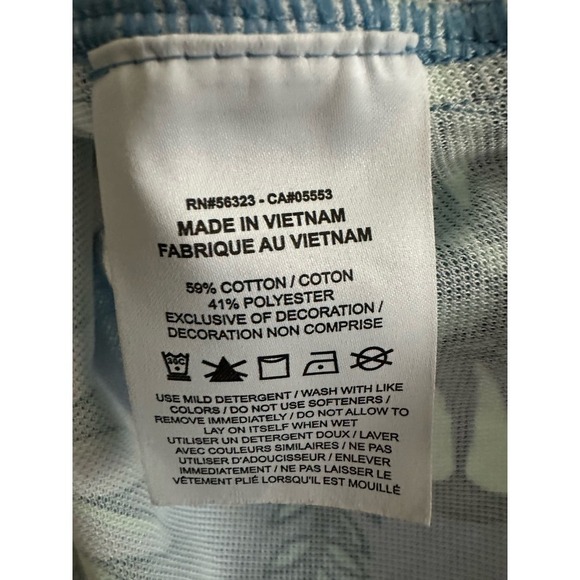 RN#56323 - CA#05553
MADE IN VIETNAM
FABRIQUE AU VIETNAM
59% COTTON / COTON
41% POLYESTER
EXCLUSIVE OF DECORATION /
DECORATION NON COMPRISE
30C
USE MILD DETERGENT / WASH WITH LIKE
COLORS / DO NOT USE SOFTENERS /
REMOVE IMMEDIATELY / DO NOT ALLOW TO
LAY ON ITSELF WHEN WET
UTILISER UN DETERGENT DOUX / LAVER
AVEC COULEURS SIMILAIRES / NE PAS
UTILISER D'ADOUCISSEUR / ENLEVER
IMMEDIATEMENT / NE PAS LAISSER LE
VÊTEMENT PLIÉ LORSQU'IL EST MOUILLÉ